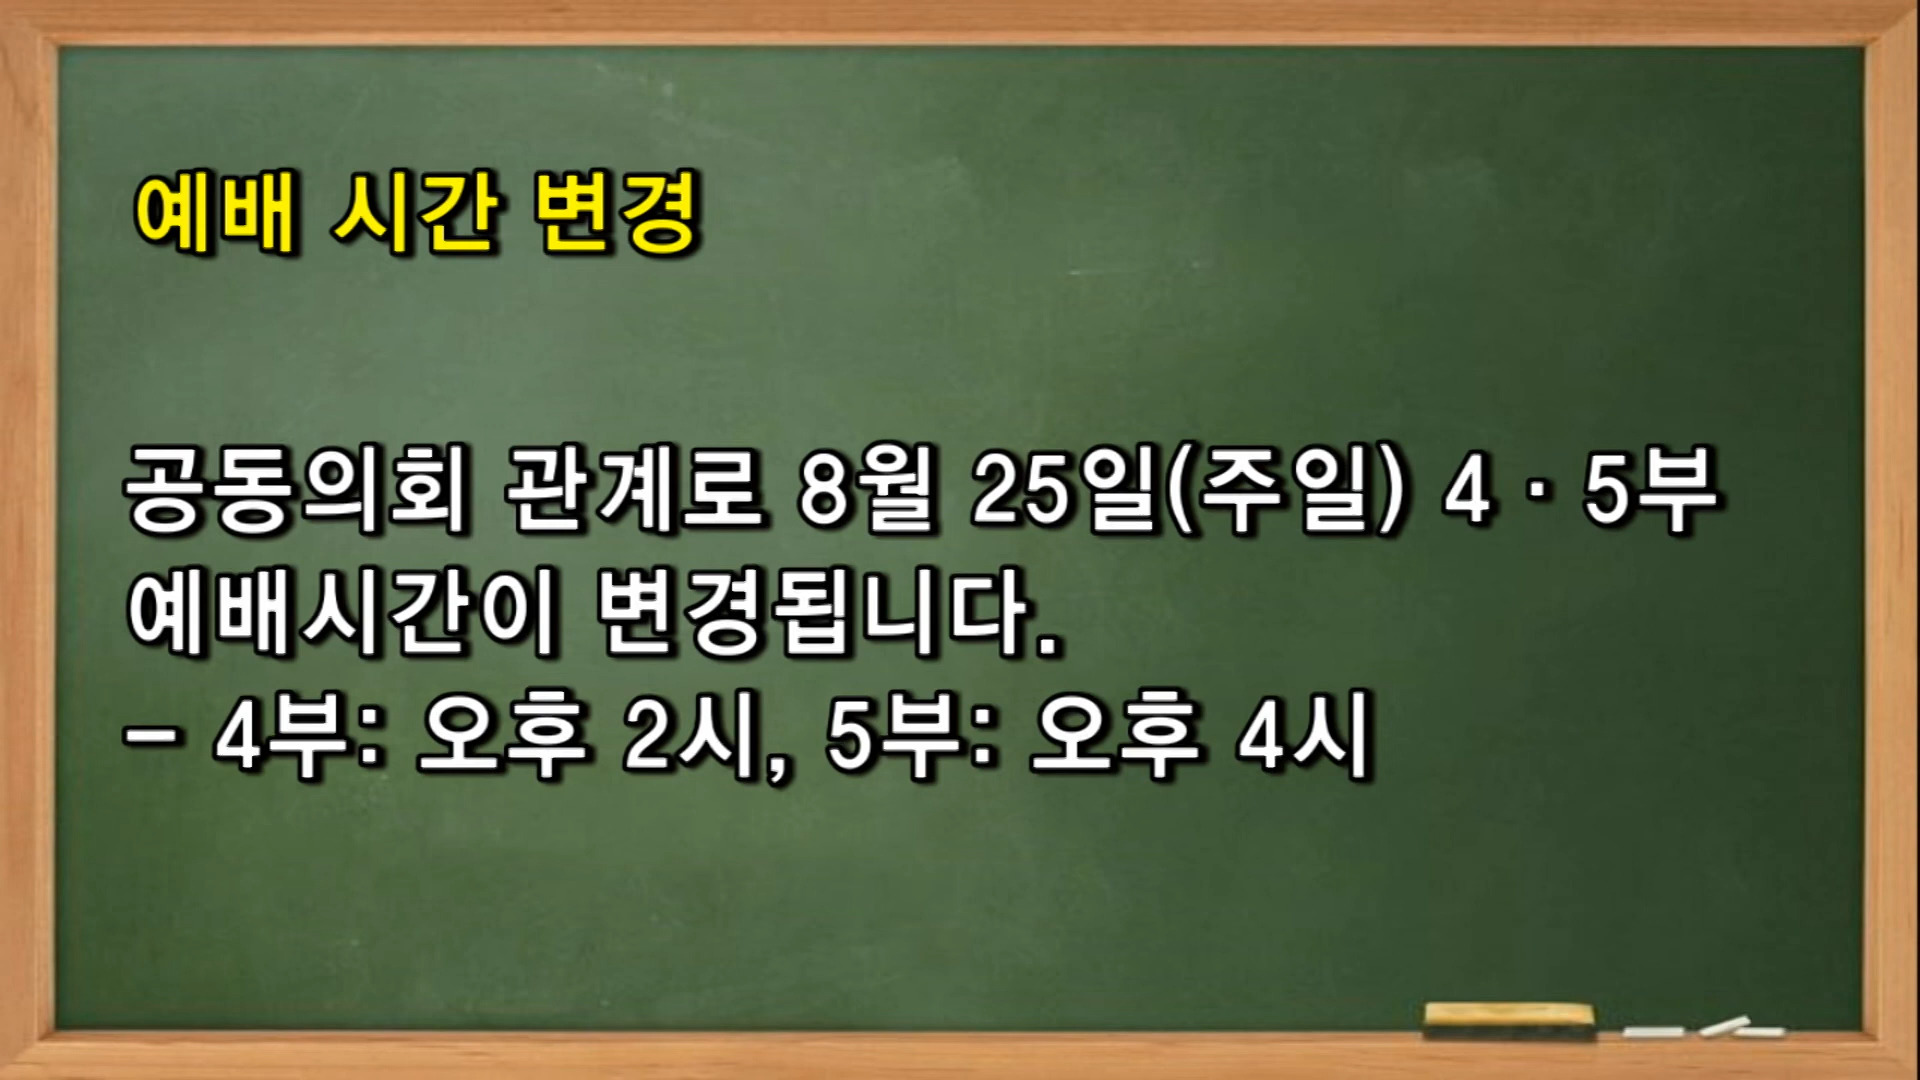 예배 시간 변경
공동의회 관계로 8월 25일(주일) 4·5부
예배시간이 변경됩니다.
- 4부: 오후 2시, 5부: 오후 4시